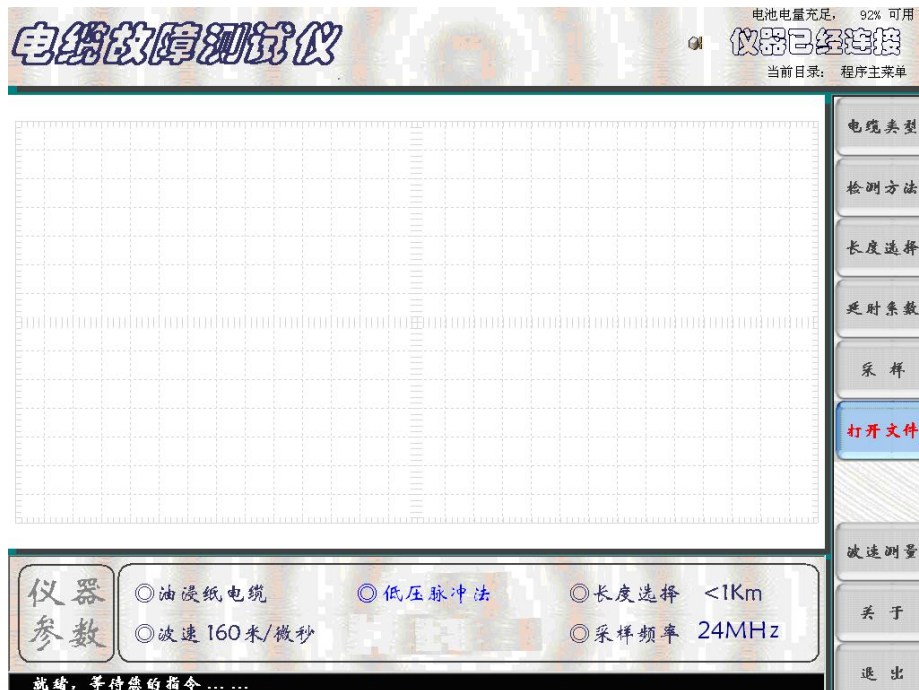 电池电量充足， 92% 可用
电缆故障测试仪
仪器已经连接
当前目录： 程序主菜单
电缆类型
检测方法
长度选择
延时系数
采 样
打开文件
波速测量
关 于
退 出
仪器
参数
◎油浸纸电缆 ◎低压脉冲法 ◎长度选择 <1Km
◎波速 160米/微秒 ◎采样频率 24MHz
就绪，等待您的指令... ...